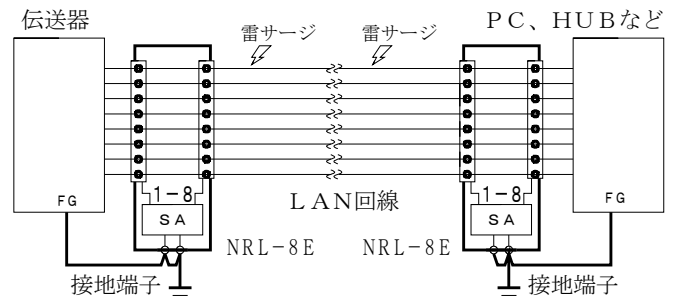 伝送器
PC、HUBなど
雷サージ
雷サージ
FG
1-8
SA
LAN回線
1-8
SA
FG
NRL-8E
NRL-8E
接地端子
接地端子